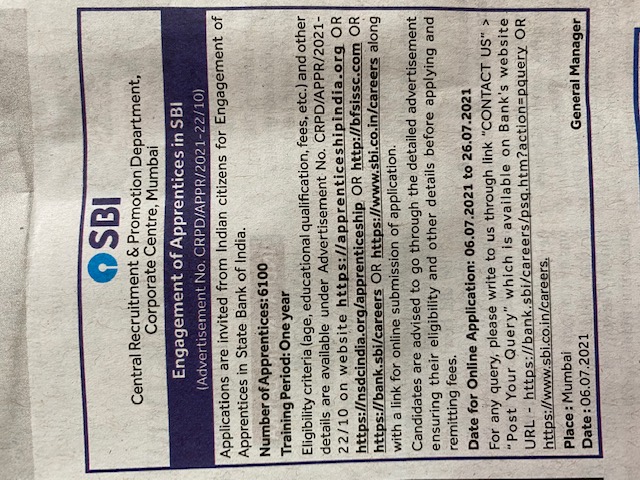 SBI
Central Recruitment & Promotion Department,
Corporate Centre, Mumbai
Engagement of Apprentices in SBI
(Advertisement No. CRPD/APPR/2021-22/10)
Applications are invited from Indian citizens for Engagement of
Apprentices in State Bank of India.
Number of Apprentices: 6100
Training Period: One year
Eligibility criteria (age, educational qualification, fees, etc.) and other
details are available under Advertisement No. CRPD/APPR/2021-
22/10 on website https://apprenticeshipindia.org OR
https://nsdcindia.org/apprenticeship OR http://bfsissc.com OR
https://bank.sbi/careers OR https://www.sbi.co.in/careers along
with a link for online submission of application.
Candidates are advised to go through the detailed advertisement
ensuring their eligibility and other details before applying and
remitting fees.
Date for Online Application: 06.07.2021 to 26.07.2021
For any query, please write to us through link "CONTACT US" >
"Post Your Query" which is available on Bank's website
URL - https://bank.sbi/careers/psq.htm?action=pquery OR
https://www.sbi.co.in/careers.
Place : Mumbai
Date : 06.07.2021 General Manager